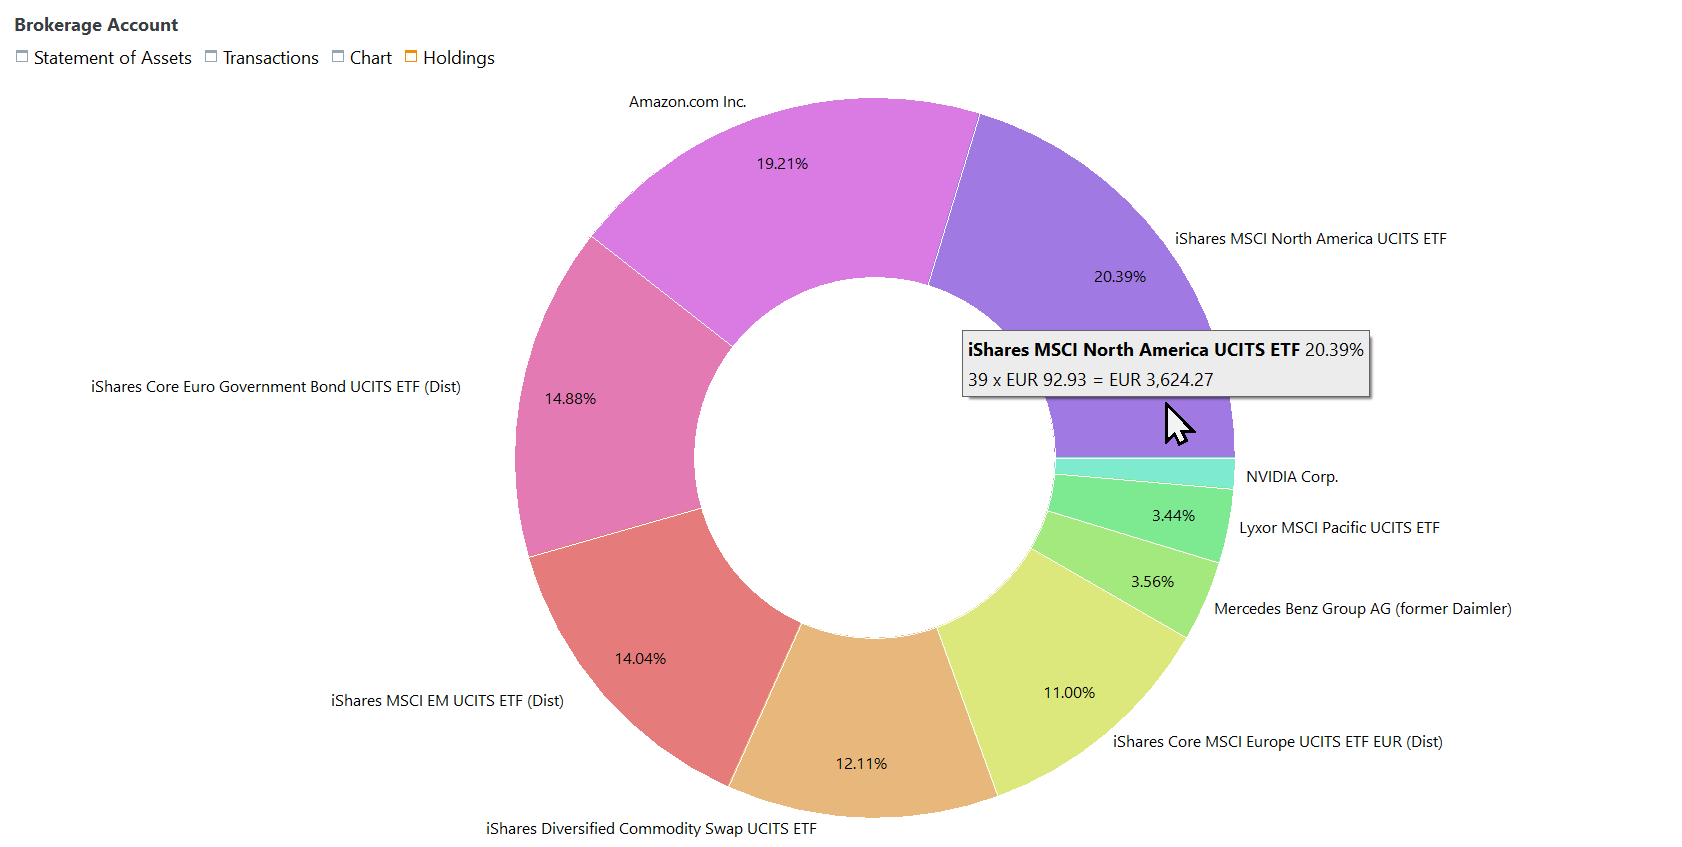 Brokerage Account
Statement of Assets Transactions Chart Holdings
Amazon.com Inc.
19.21%
iShares MSCI North America UCITS ETF
20.39%
iShares MSCI North America UCITS ETF 20.39%
39 x EUR 92.93 = EUR 3,624.27
iShares Core Euro Government Bond UCITS ETF (Dist)
14.88%
NVIDIA Corp.
3.44%
Lyxor MSCI Pacific UCITS ETF
3.56%
Mercedes Benz Group AG (former Daimler)
14.04%
iShares MSCI EM UCITS ETF (Dist)
11.00%
iShares Core MSCI Europe UCITS ETF EUR (Dist)
12.11%
iShares Diversified Commodity Swap UCITS ETF